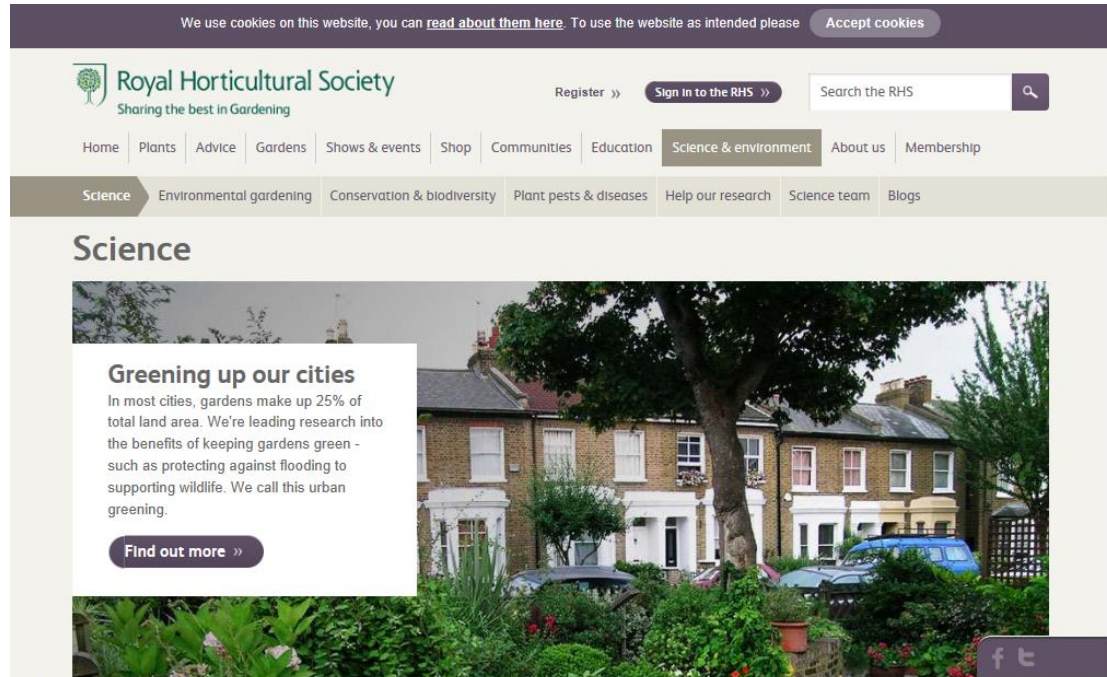 We use cookies on this website, you can read about them here. To use the website as intended please Accept cookies
Royal Horticultural Society
Sharing the best in Gardening
Register »
Sign in to the RHS »
Search the RHS
Home Plants Advice Gardens Shows & events Shop Communities Education Science & environment About us Membership
Science Environmental gardening Conservation & biodiversity Plant pests & diseases Help our research Science team Blogs
Science
Greening up our cities
In most cities, gardens make up 25% of
total land area. We're leading research into
the benefits of keeping gardens green -
such as protecting against flooding to
supporting wildlife. We call this urban
greening.
Find out more »